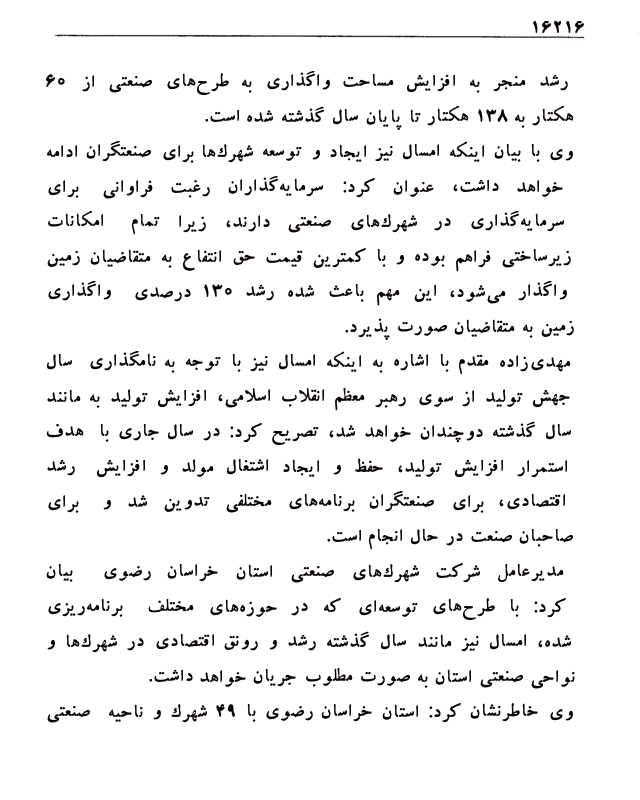 ۱۶۲۱۶
رشد منجر به افزایش مساحت واگذاری به طرح‌های صنعتی از ۶۰
هکتار به ۱۳۸ هکتار تا پایان سال گذشته شده است.
وی با بیان اینکه امسال نیز ایجاد و توسعه شهرك‌ها برای صنعتگران ادامه
خواهد داشت، عنوان کرد: سرمایه‌گذاران رغبت فراوانی برای
سرمایه‌گذاری در شهرك‌های صنعتی دارند، زیرا تمام امکانات
زیرساختی فراهم بوده و با کمترین قیمت حق انتفاع به متقاضیان زمین
واگذار می‌شود، این مهم باعث شده رشد ۱۳۰ درصدی واگذاری
زمین به متقاضیان صورت پذیرد.
مهدی‌زاده مقدم با اشاره به اینکه امسال نیز با توجه به نامگذاری سال
جهش تولید از سوی رهبر معظم انقلاب اسلامی، افزایش تولید به مانند
سال گذشته دوچندان خواهد شد، تصریح کرد: در سال جاری با هدف
استمرار افزایش تولید، حفظ و ایجاد اشتغال مولد و افزایش رشد
اقتصادی، برای صنعتگران برنامه‌های مختلفی تدوین شد و برای
صاحبان صنعت در حال انجام است.
مدیرعامل شرکت شهرك‌های صنعتی استان خراسان رضوی بیان
کرد: با طرح‌های توسعه‌ای که در حوزه‌های مختلف برنامه‌ریزی
شده، امسال نیز مانند سال گذشته رشد و رونق اقتصادی در شهرك‌ها و
نواحی صنعتی استان به صورت مطلوب جریان خواهد داشت.
وی خاطرنشان کرد: استان خراسان رضوی با ۴۹ شهرك و ناحیه صنعتی